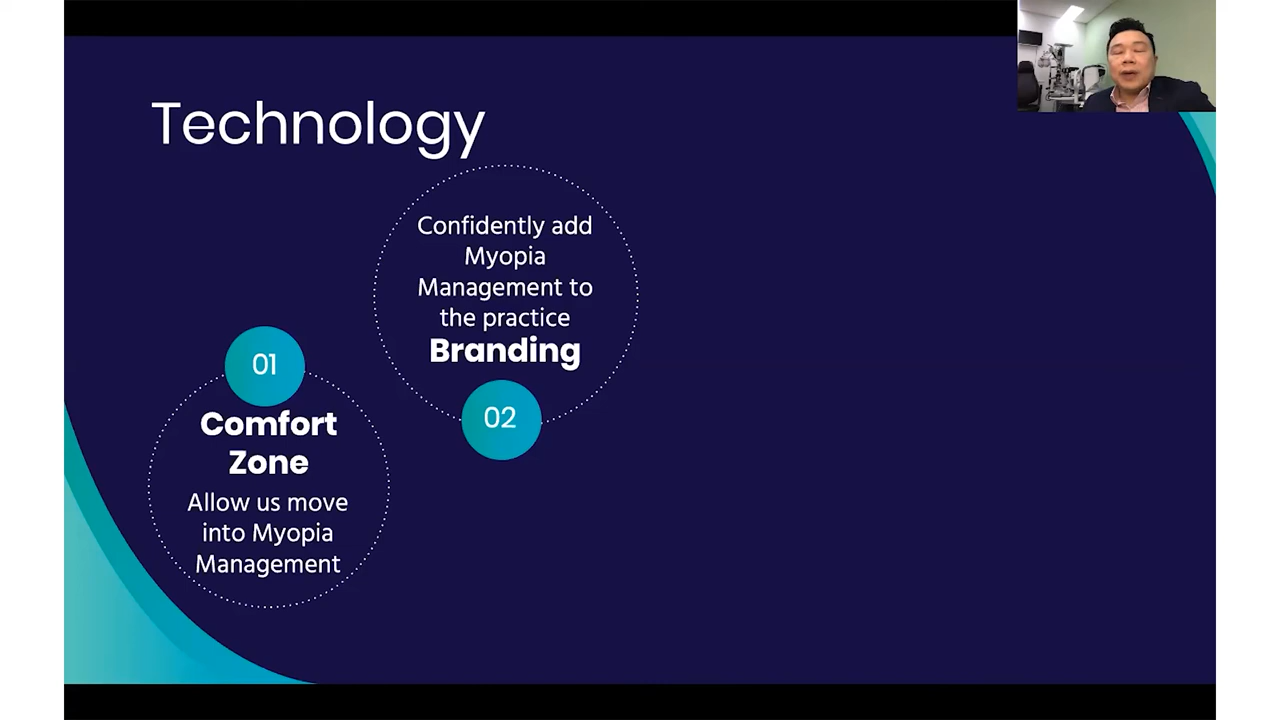 Technology
01
Comfort
Zone
Allow us move
into Myopia
Management
Confidently add
Myopia
Management to
the practice
Branding
02